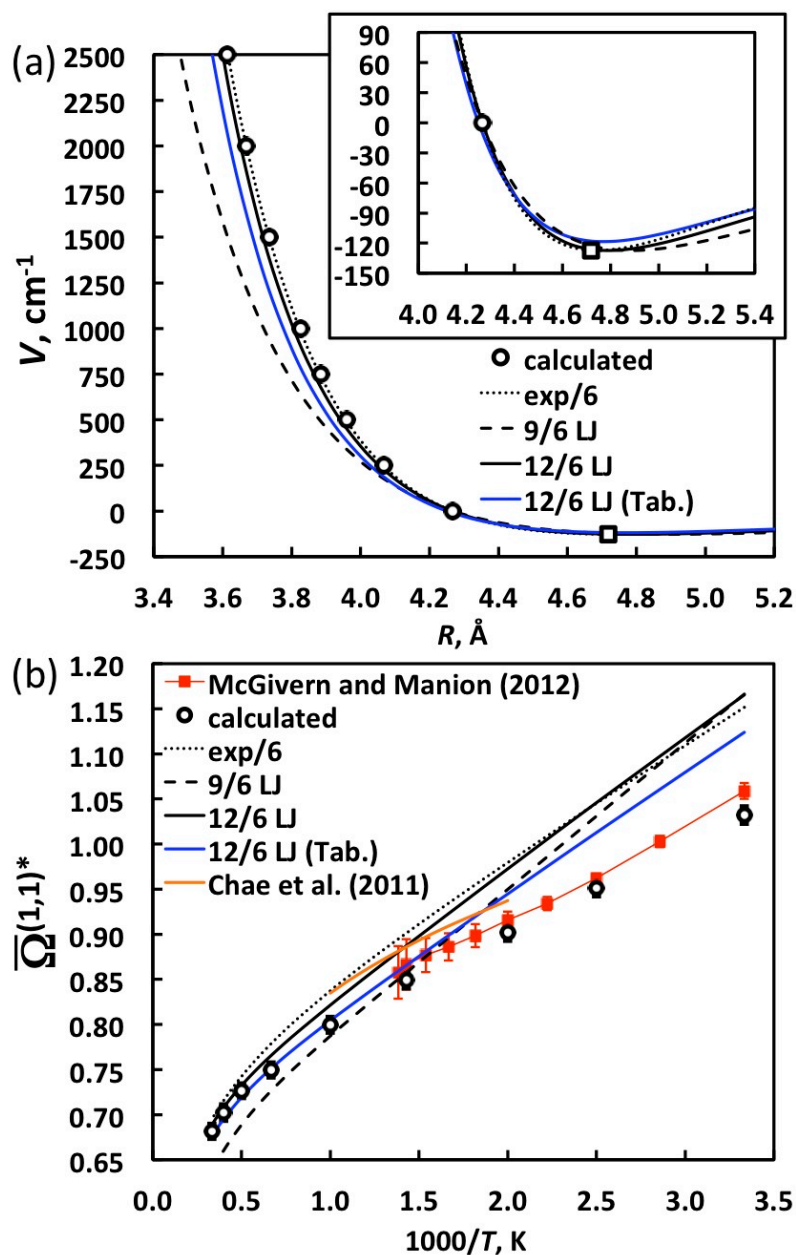 (a)
V, cm⁻¹
2500
2250
2000
1750
1500
1250
1000
750
500
250
0
-250
3.4 3.6 3.8 4.0 4.2 4.4 4.6 4.8 5.0 5.2
R, Å
90
60
30
0
-30
-60
-90
-120
-150
4.0 4.2 4.4 4.6 4.8 5.0 5.2 5.4
calculated
exp/6
9/6 LJ
12/6 LJ
12/6 LJ (Tab.)
(b)
Ω̅⁽¹,¹⁾*
1.20
1.15
1.10
1.05
1.00
0.95
0.90
0.85
0.80
0.75
0.70
0.65
McGivern and Manion (2012)
calculated
exp/6
9/6 LJ
12/6 LJ
12/6 LJ (Tab.)
Chae et al. (2011)
0.0 0.5 1.0 1.5 2.0 2.5 3.0 3.5
1000/T, K